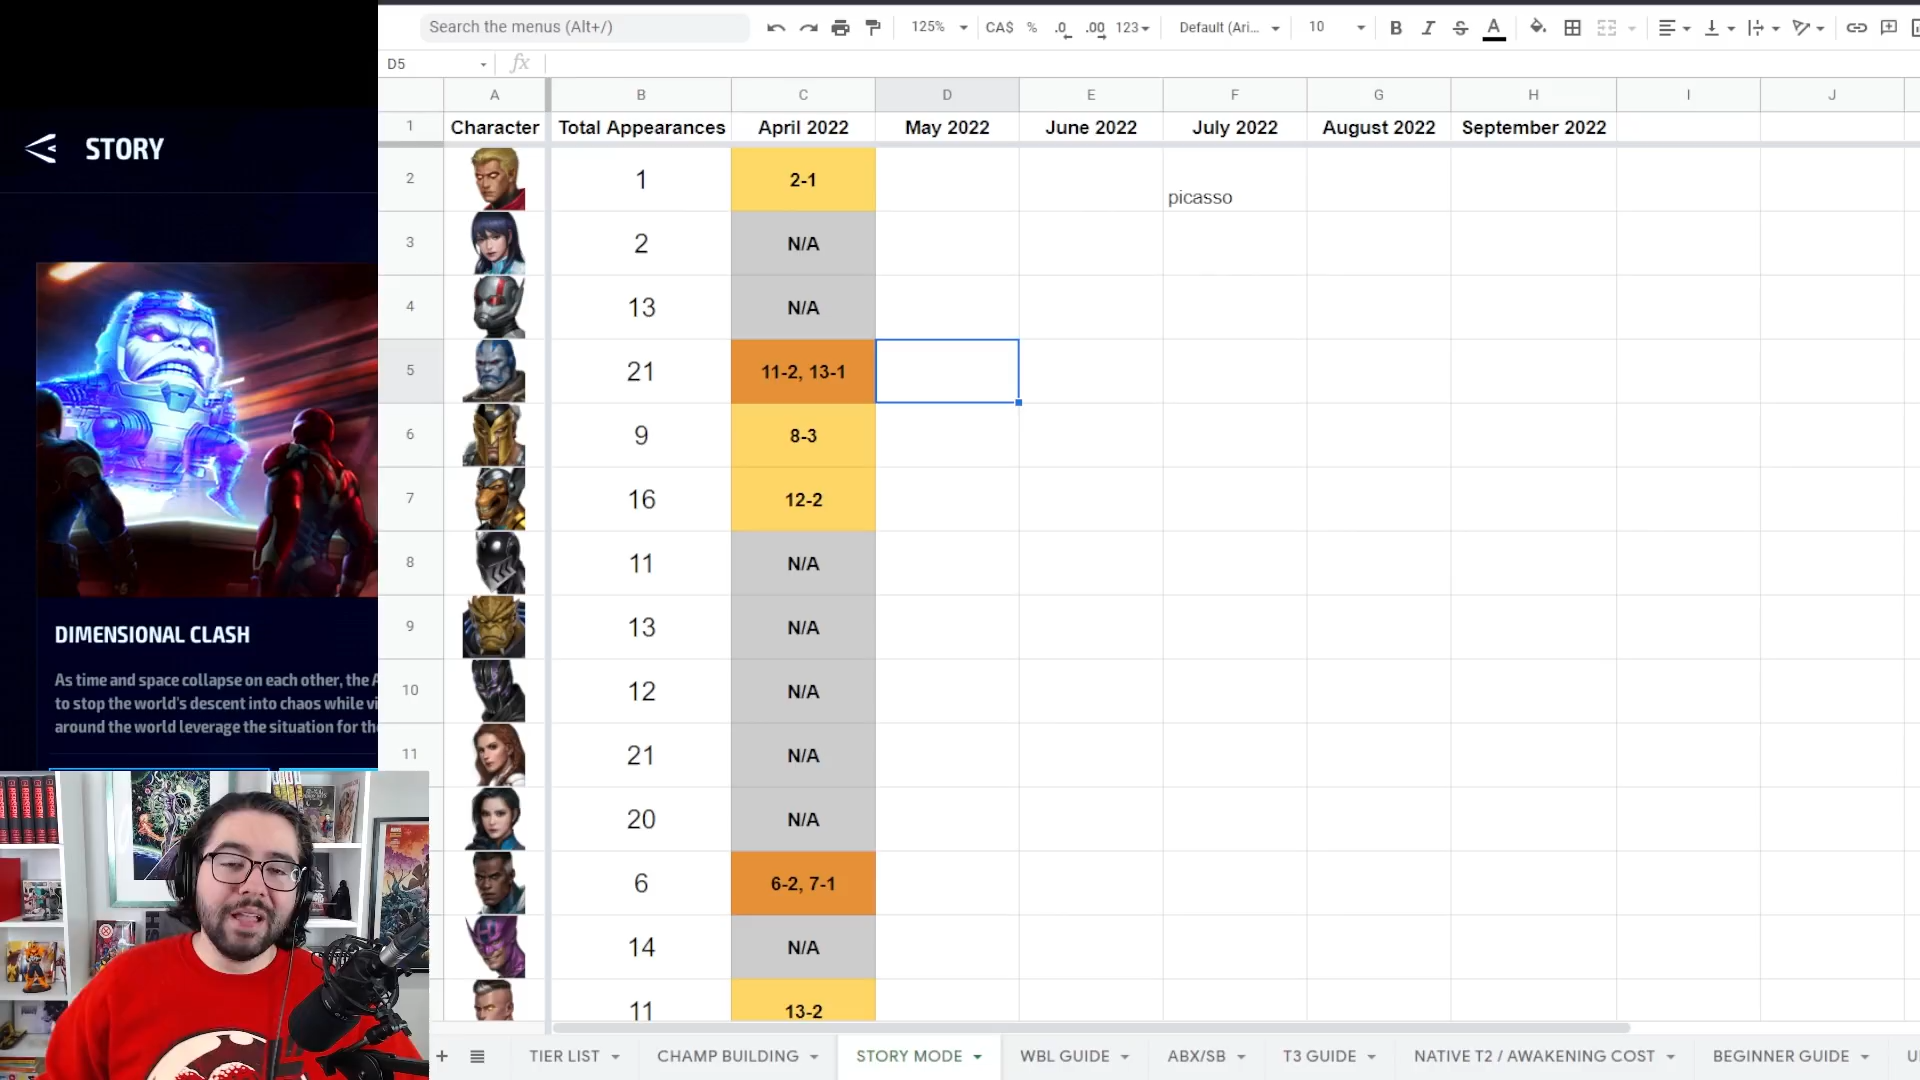 Search the menus (Alt+/)
125%
CA$
%
.0
.00
123
Default (Ari...
10
B
I
S
A
D5
fx
A
B
C
D
E
F
G
H
I
J
1
Character
Total Appearances
April 2022
May 2022
June 2022
July 2022
August 2022
September 2022
2
1
2-1
picasso
3
2
N/A
4
13
N/A
5
21
11-2, 13-1
6
9
8-3
7
16
12-2
8
11
N/A
9
13
N/A
10
12
N/A
11
21
N/A
20
N/A
6
6-2, 7-1
14
N/A
11
13-2
STORY
DIMENSIONAL CLASH
As time and space collapse on each other, the A
to stop the world's descent into chaos while vi
around the world leverage the situation for the
+
TIER LIST
CHAMP BUILDING
STORY MODE
WBL GUIDE
ABX/SB
T3 GUIDE
NATIVE T2 / AWAKENING COST
BEGINNER GUIDE
U